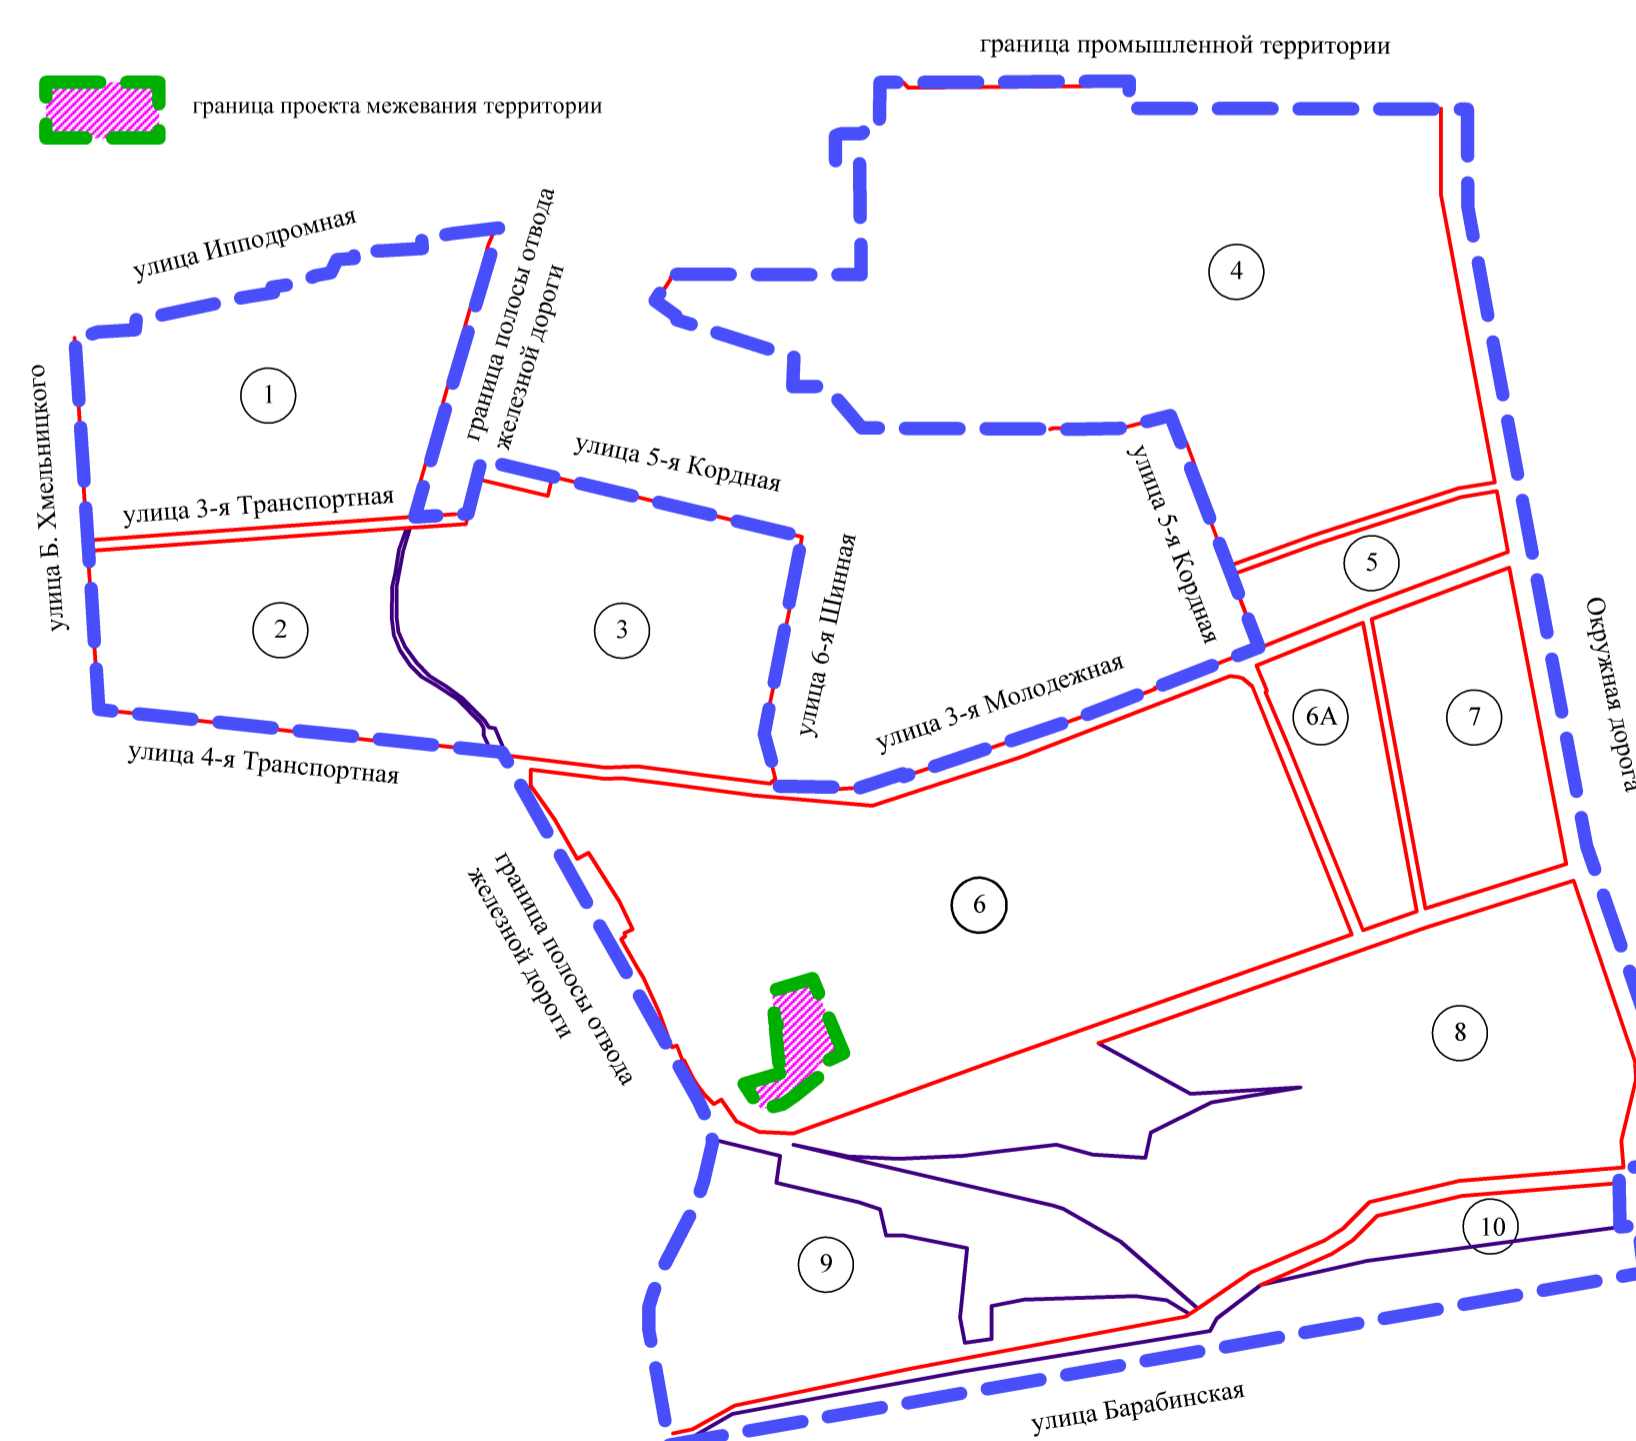 граница промышленной территории
граница проекта межевания территории
улица Ипподромная
граница полосы отвода
железной дороги
4
1
улица Б. Хмельницкого
улица 5-я Кордная
улица 3-я Транспортная
улица 5-я Кордная
5
2
3
улица 6-я Шинная
Окружная дорога
улица 3-я Молодежная
6А
7
улица 4-я Транспортная
граница полосы отвода
железной дороги
6
8
10
9
улица Барабинская